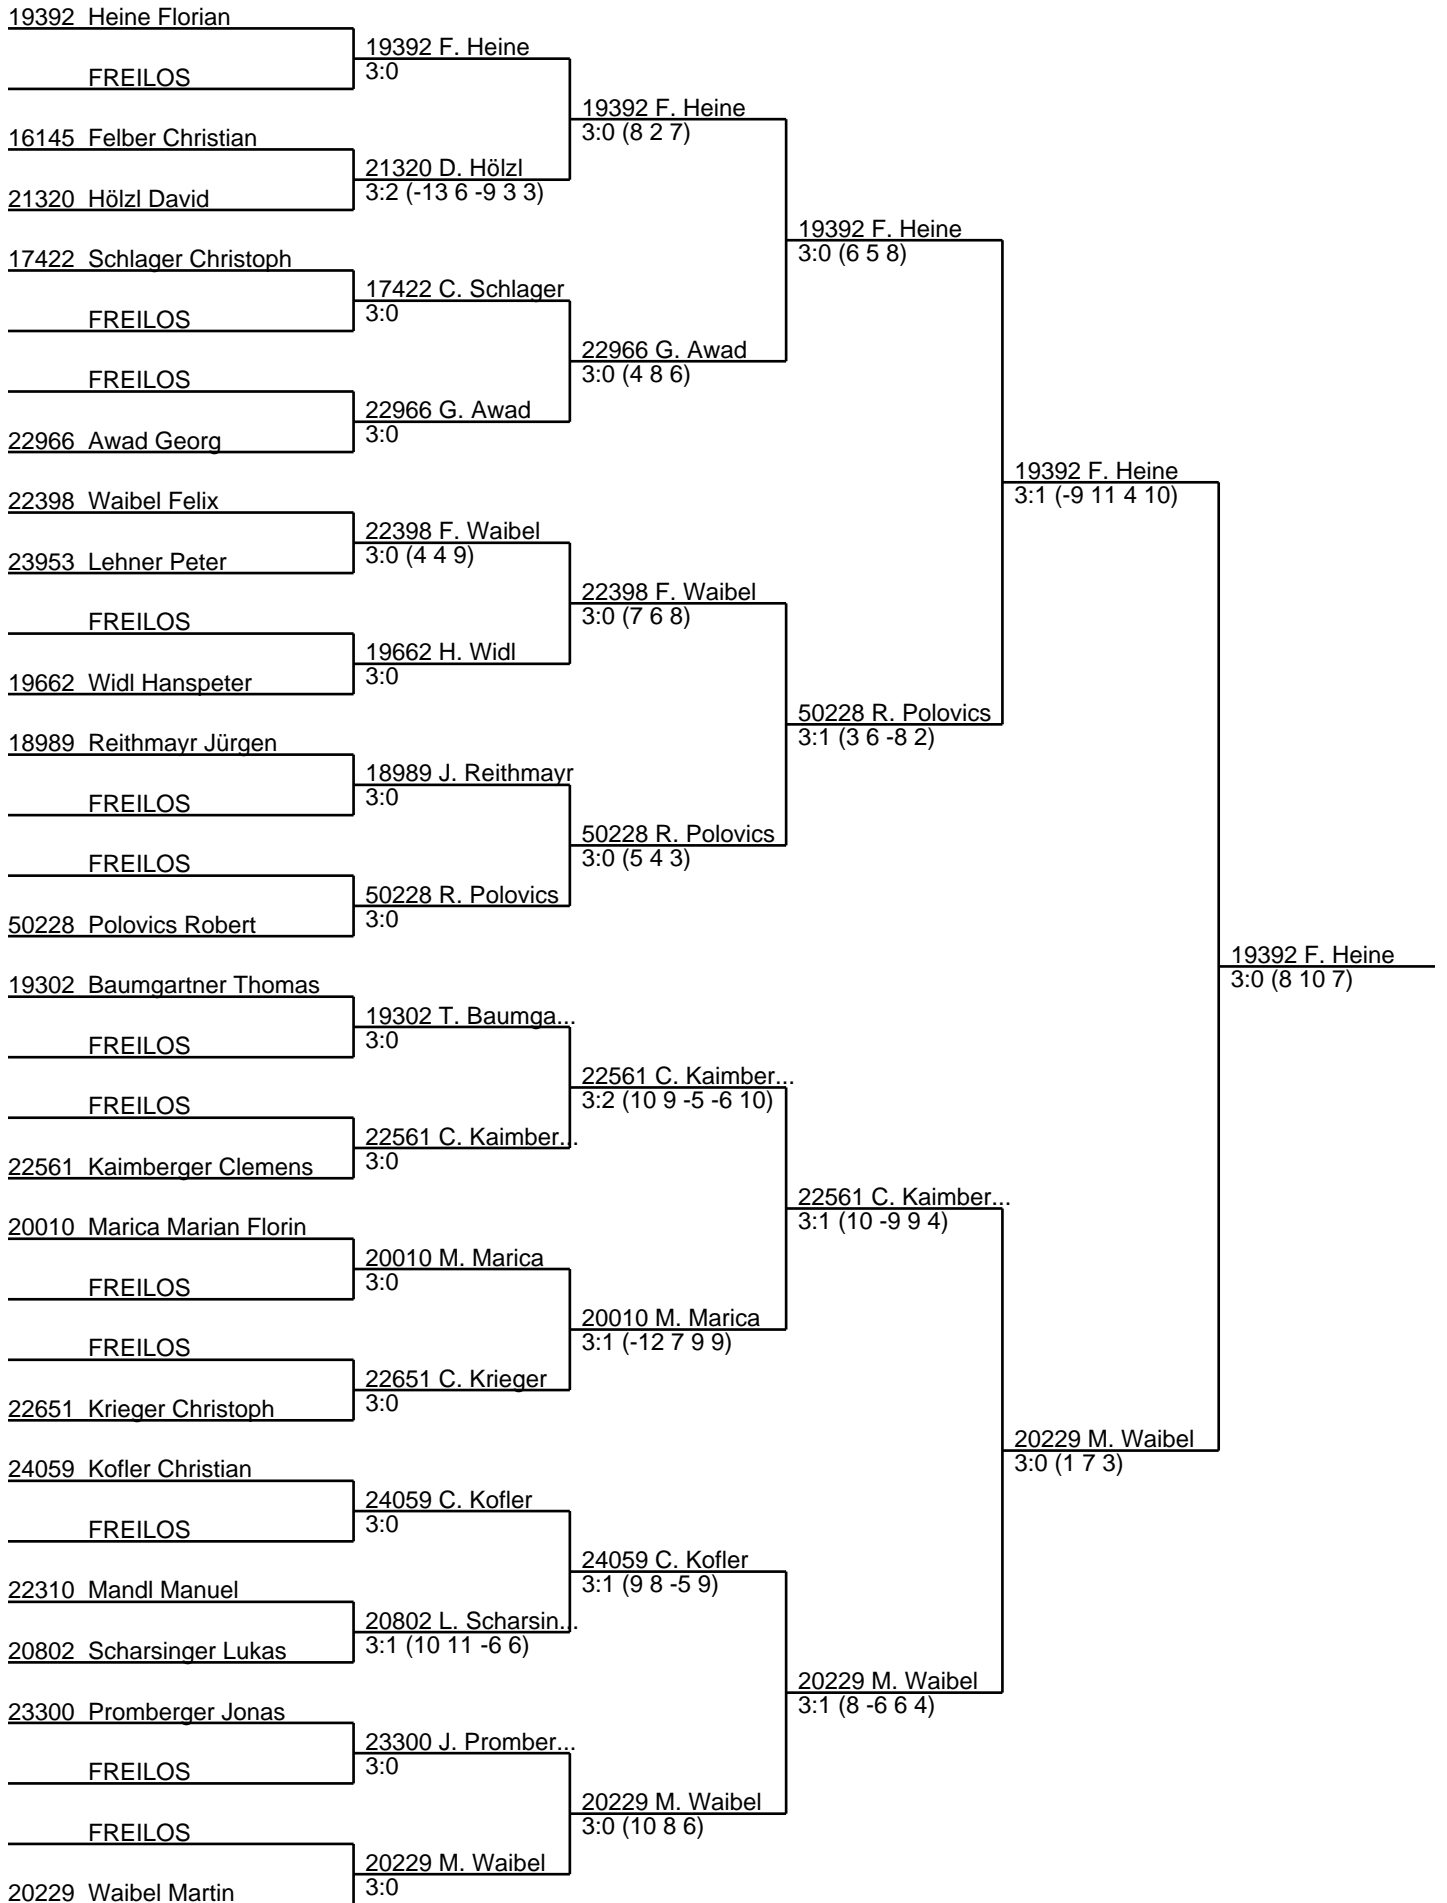 19392 Heine Florian
FREILOS
16145 Felber Christian
21320 Hölzl David
17422 Schlager Christoph
FREILOS
FREILOS
22966 Awad Georg
22398 Waibel Felix
23953 Lehner Peter
FREILOS
19662 Widl Hanspeter
18989 Reithmayr Jürgen
FREILOS
FREILOS
50228 Polovics Robert
19302 Baumgartner Thomas
FREILOS
FREILOS
22561 Kaimberger Clemens
20010 Marica Marian Florin
FREILOS
FREILOS
22651 Krieger Christoph
24059 Kofler Christian
FREILOS
22310 Mandl Manuel
20802 Scharsinger Lukas
23300 Promberger Jonas
FREILOS
FREILOS
20229 Waibel Martin
19392 F. Heine
3:0
21320 D. Hölzl
3:2 (-13 6 -9 3 3)
17422 C. Schlager
3:0
22966 G. Awad
3:0
22398 F. Waibel
3:0 (4 4 9)
19662 H. Widl
3:0
18989 J. Reithmayr
3:0
50228 R. Polovics
3:0
19302 T. Baumga...
3:0
22561 C. Kaimber...
3:0
20010 M. Marica
3:0
22651 C. Krieger
3:0
24059 C. Kofler
3:0
20802 L. Scharsin...
3:1 (10 11 -6 6)
23300 J. Promber...
3:0
20229 M. Waibel
3:0
19392 F. Heine
3:0 (8 2 7)
22966 G. Awad
3:0 (4 8 6)
22398 F. Waibel
3:0 (7 6 8)
50228 R. Polovics
3:0 (5 4 3)
22561 C. Kaimber...
3:2 (10 9 -5 -6 10)
20010 M. Marica
3:1 (-12 7 9 9)
24059 C. Kofler
3:1 (9 8 -5 9)
20229 M. Waibel
3:0 (10 8 6)
19392 F. Heine
3:0 (6 5 8)
50228 R. Polovics
3:1 (3 6 -8 2)
22561 C. Kaimber...
3:1 (10 -9 9 4)
20229 M. Waibel
3:1 (8 -6 6 4)
19392 F. Heine
3:1 (-9 11 4 10)
20229 M. Waibel
3:0 (1 7 3)
19392 F. Heine
3:0 (8 10 7)